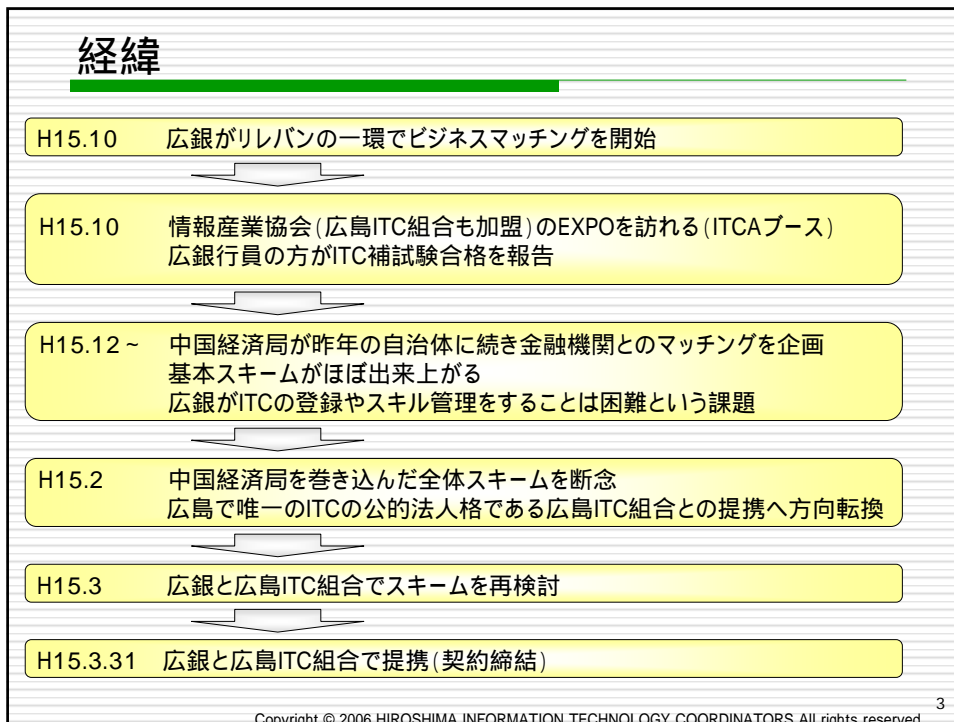 経緯
H15.10 広銀がリレバンの一環でビジネスマッチングを開始
H15.10 情報産業協会(広島ITC組合も加盟)のEXPOを訪れる(ITCAブース)
広銀行員の方がITC補試験合格を報告
H15.12~ 中国経済局が昨年の自治体に続き金融機関とのマッチングを企画
基本スキームがほぼ出来上がる
広銀がITCの登録やスキル管理をすることは困難という課題
H15.2 中国経済局を巻き込んだ全体スキームを断念
広島で唯一のITCの公的法人格である広島ITC組合との提携へ方向転換
H15.3 広銀と広島ITC組合でスキームを再検討
H15.3.31 広銀と広島ITC組合で提携(契約締結)
3
Copyright © 2006 HIROSHIMA INFORMATION TECHNOLOGY COORDINATORS All rights reserved